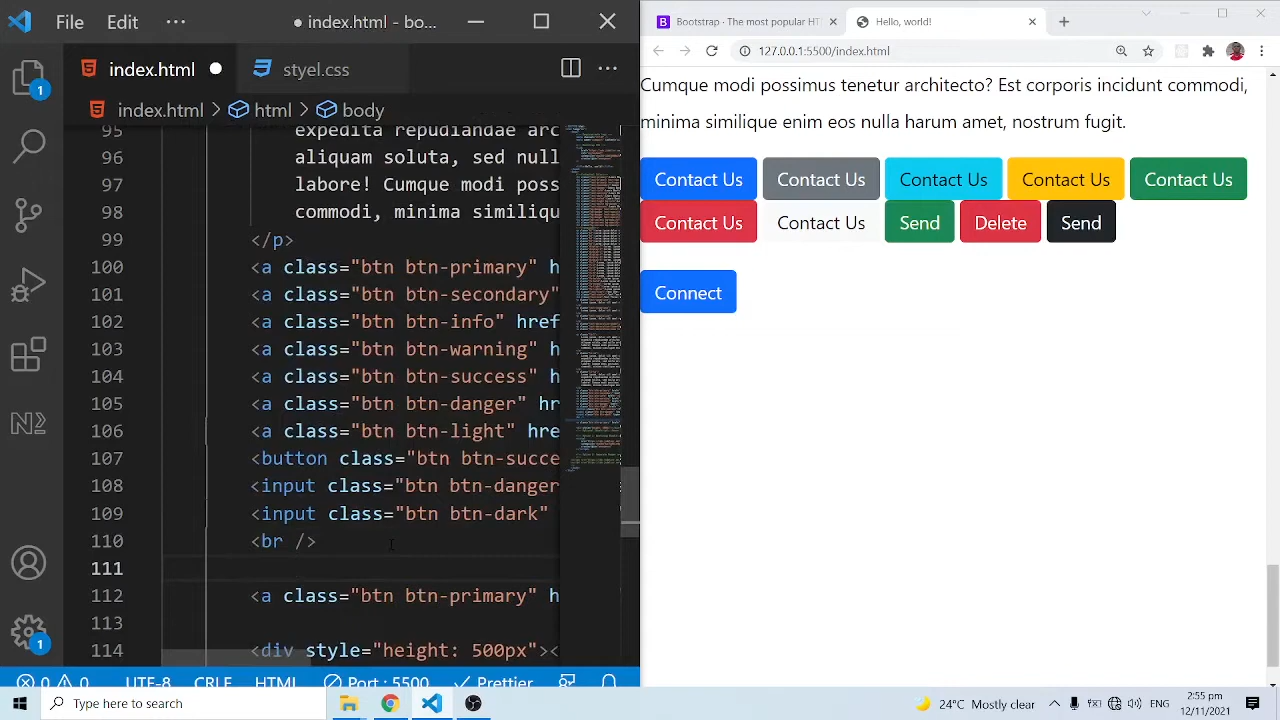 File Edit ··· ● index.html - bo...
index.html ● styel.css ···
index.html > html > body
95 expedita repudiandae arc
96 ipsam soluta, sed ull
97 labore! Cumque modi poss
98 commodi, minima similique
99 </p>
100 <a class="btn btn-primary" h
101 <a class="btn btn-secondary"
102 <a class="btn btn-info" href
103 <a class="btn btn-warning" h
104 <a class="btn btn-success" h
105 <a class="btn btn-danger" hr
106 <a class="btn btn-light" hre
107 <button class="btn btn-succe
108 <input class="btn btn-danger
109 <input class="btn btn-dark"
110 <br />
111
112 <a class="btn btn-primary" h
113
114 <div style="height: 500px"><
0 0 UTF-8 CRLF HTML Port : 5500 Prettier
1
1
Bootstrap · The most popular HT
Hello, world!
127.0.0.1:5500/index.html
Cumque modi possimus tenetur architecto? Est corporis incidunt commodi,
minima similique enim eos nulla harum amet, nostrum fugit.
Contact Us Contact Us Contact Us Contact Us Contact Us
Contact Us Contact Us Send Delete Send
Connect
Type here to search
24°C Mostly clear ENG 2:55 pm
12/11/2021